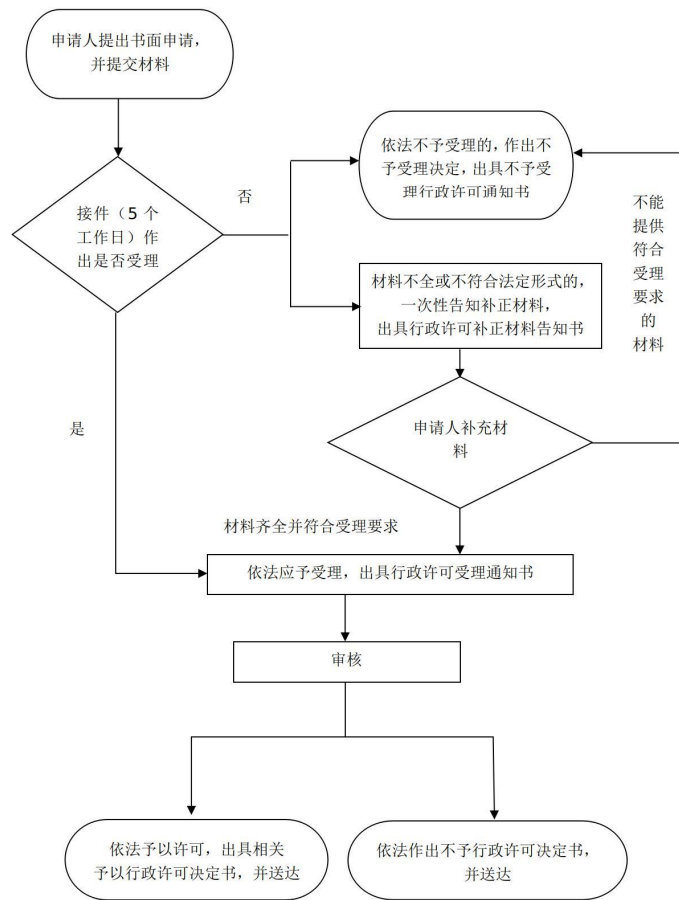 申请人提出书面申请，
并提交材料
依法不予受理的，作出不
予受理决定，出具不予受
理行政许可通知书
否
接件（5 个
工作日）作
出是否受理
不能
提供
符合
受理
要求
的
材料
材料不全或不符合法定形式的，
一次性告知补正材料，
出具行政许可补正材料告知书
是
申请人补充材
料
材料齐全并符合受理要求
依法应予受理，出具行政许可受理通知书
审核
依法予以许可，出具相关
予以行政许可决定书，并送达
依法作出不予行政许可决定书，
并送达